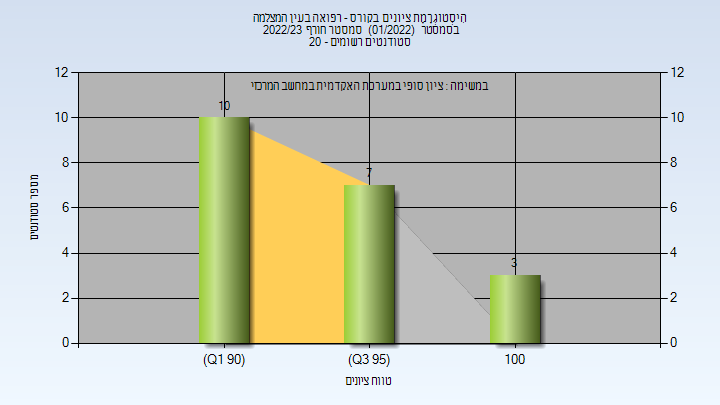 הִיסְטוֹגְרָמַת ציונים בקורס - רפואה בעין המצלמה
בסמסטר (01/2022) סמסטר חורף 2022/23
סטודנטים רשומים - 20
במשימה : ציון סופי במערכת האקדמית במחשב המרכזי
12 12
10 10 10
8 8
7
6 6
4 4
3
2 2
0 0
מספר סטודנטים
(Q1 90) (Q3 95) 100
טווח ציונים